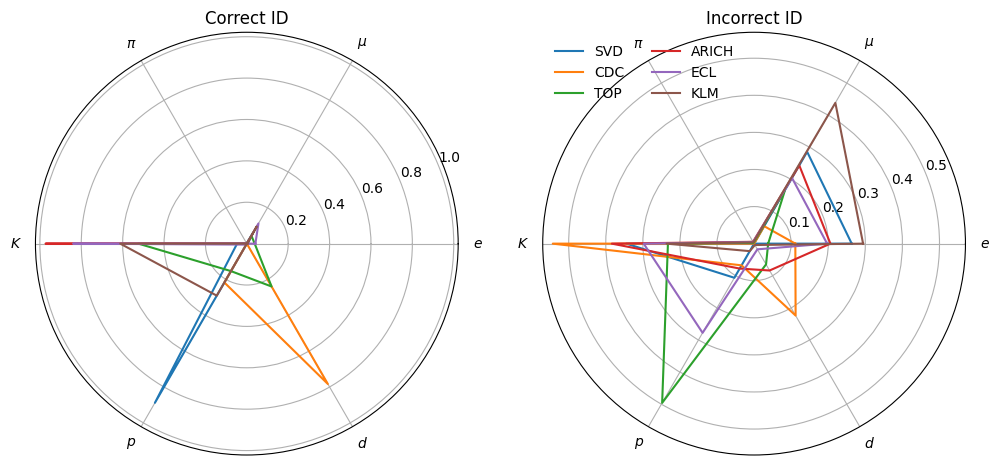 Correct ID
π
μ
K
e
p
d
0.2
0.4
0.6
0.8
1.0
Incorrect ID
π
μ
K
e
p
d
0.1
0.2
0.3
0.4
0.5
SVD
CDC
TOP
ARICH
ECL
KLM